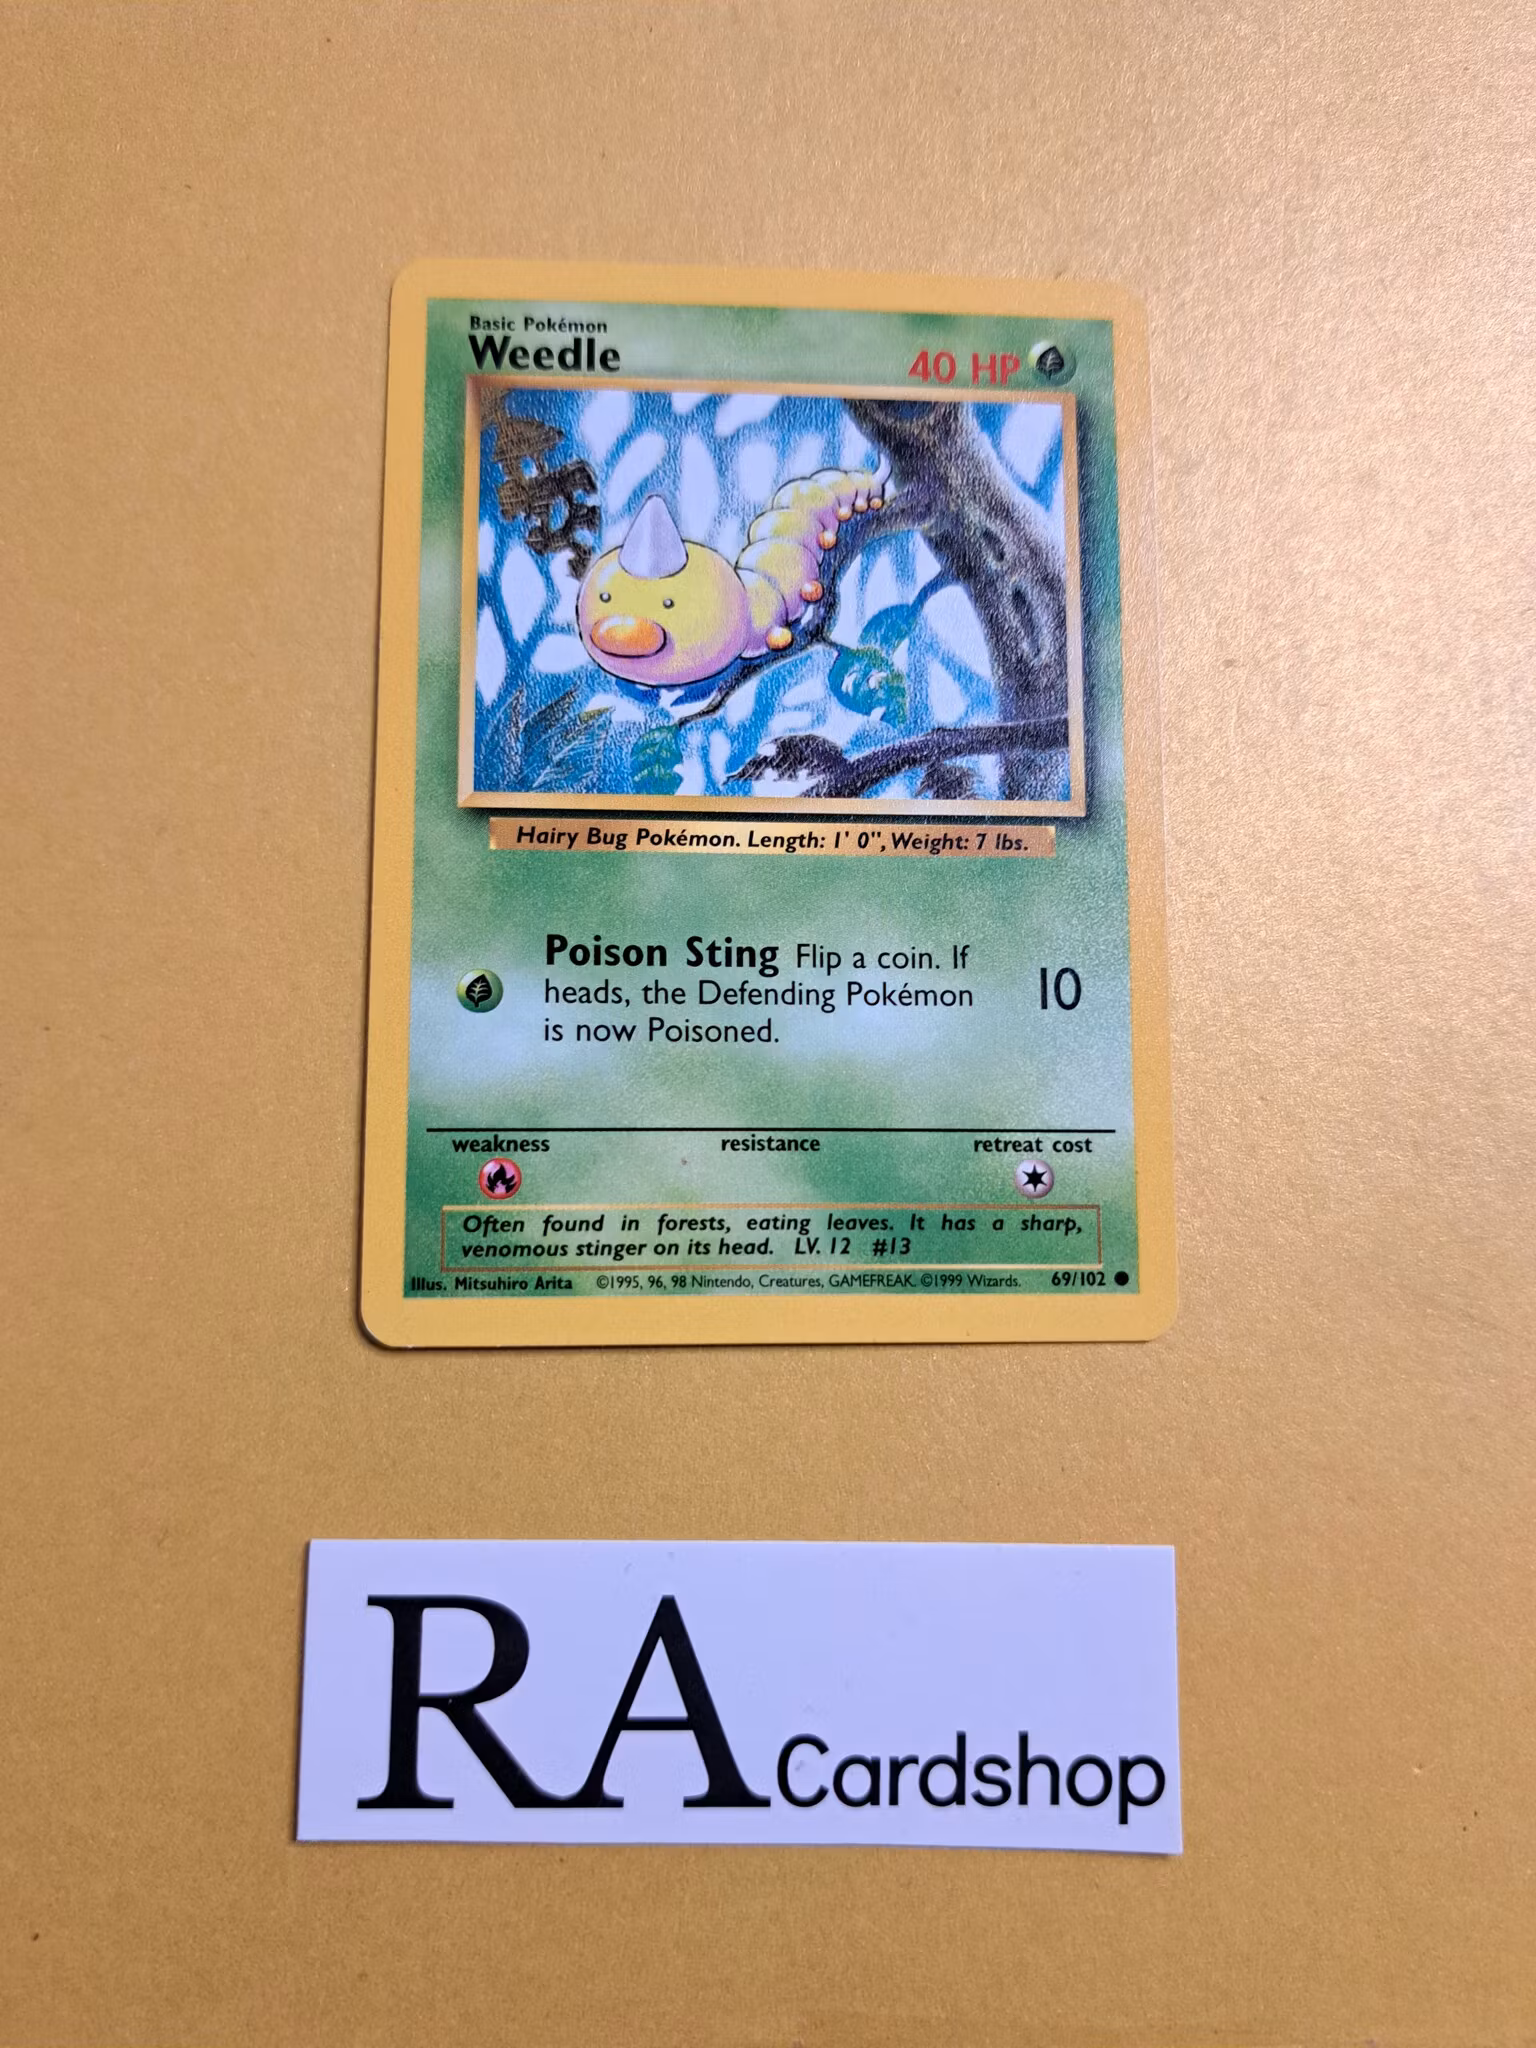 Basic Pokémon
Weedle
40 HP
Hairy Bug Pokémon. Length: 1' 0", Weight: 7 lbs.
Poison Sting Flip a coin. If
heads, the Defending Pokémon
is now Poisoned.
10
weakness resistance retreat cost
Often found in forests, eating leaves. It has a sharp,
venomous stinger on its head. LV. 12 #13
Illus. Mitsuhiro Arita ©1995, 96, 98 Nintendo, Creatures, GAMEFREAK. ©1999 Wizards. 69/102
RA Cardshop